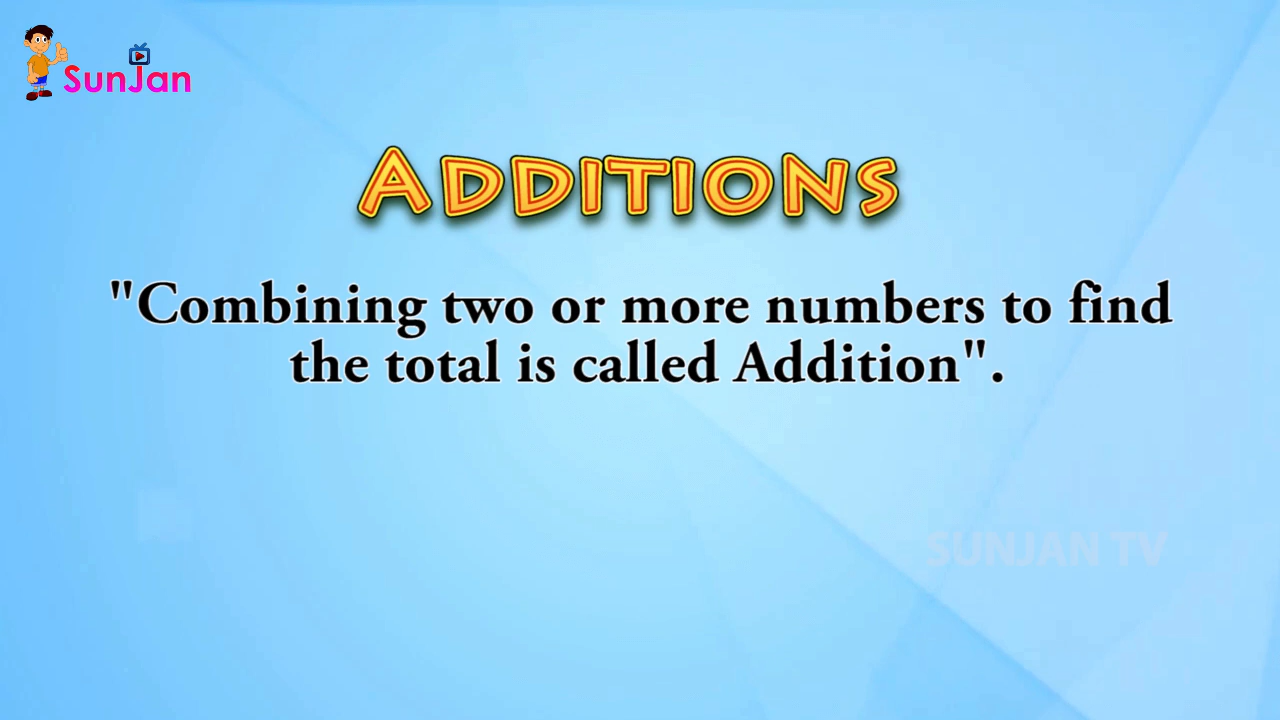 SunJan
ADDITIONS
"Combining two or more numbers to find
the total is called Addition".
SUNJAN TV